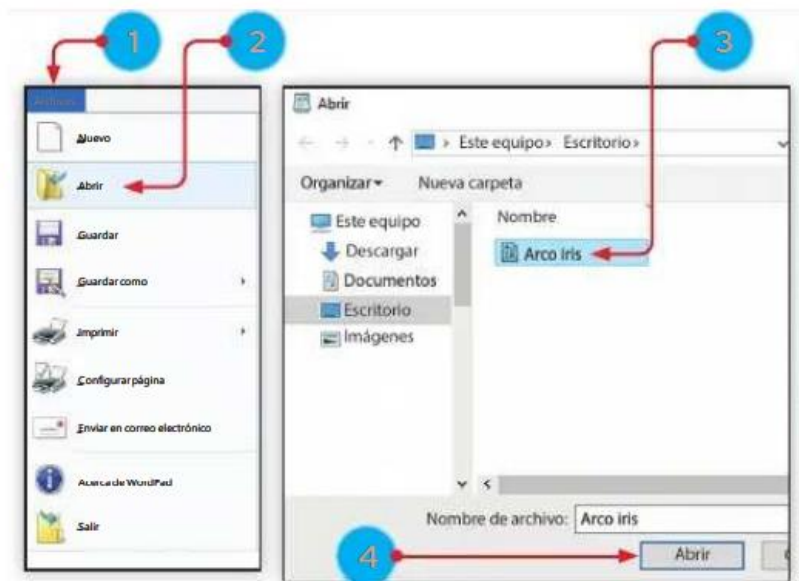 1
2
3
Archivo
Nuevo
Abrir
Guardar
Guardar como
Imprimir
Configurar página
Enviar en correo electrónico
Acerca de WordPad
Salir
Abrir
Este equipo › Escritorio ›
Organizar
Nueva carpeta
Este equipo
Descargar
Documentos
Escritorio
Imágenes
Nombre
Arco Iris
Nombre de archivo: Arco iris
4
Abrir